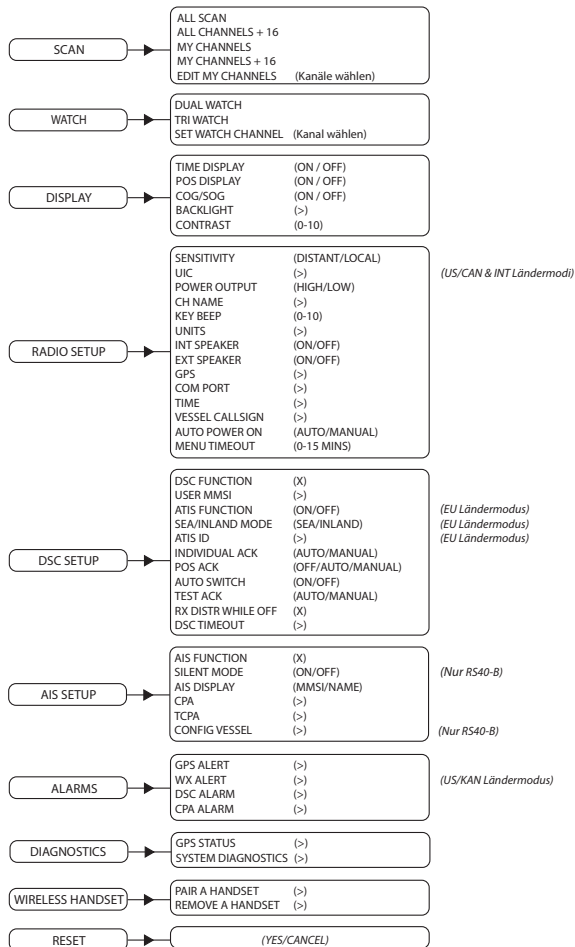 SCAN
ALL SCAN
ALL CHANNELS + 16
MY CHANNELS
MY CHANNELS + 16
EDIT MY CHANNELS (Kanäle wählen)
WATCH
DUAL WATCH
TRI WATCH
SET WATCH CHANNEL (Kanal wählen)
DISPLAY
TIME DISPLAY (ON / OFF)
POS DISPLAY (ON / OFF)
COG/SOG (ON / OFF)
BACKLIGHT (>)
CONTRAST (0-10)
RADIO SETUP
SENSITIVITY (DISTANT/LOCAL)
UIC (>) (US/CAN & INT Ländermodi)
POWER OUTPUT (HIGH/LOW)
CH NAME (>)
KEY BEEP (0-10)
UNITS (>)
INT SPEAKER (ON/OFF)
EXT SPEAKER (ON/OFF)
GPS (>)
COM PORT (>)
TIME (>)
VESSEL CALLSIGN (>)
AUTO POWER ON (AUTO/MANUAL)
MENU TIMEOUT (0-15 MINS)
DSC SETUP
DSC FUNCTION (X)
USER MMSI (>)
ATIS FUNCTION (ON/OFF) (EU Ländermodus)
SEA/INLAND MODE (SEA/INLAND) (EU Ländermodus)
ATIS ID (>) (EU Ländermodus)
INDIVIDUAL ACK (AUTO/MANUAL)
POS ACK (OFF/AUTO/MANUAL)
AUTO SWITCH (ON/OFF)
TEST ACK (AUTO/MANUAL)
RX DISTR WHILE OFF (X)
DSC TIMEOUT (>)
AIS SETUP
AIS FUNCTION (X)
SILENT MODE (ON/OFF) (Nur RS40-B)
AIS DISPLAY (MMSI/NAME)
CPA (>)
TCPA (>)
CONFIG VESSEL (>) (Nur RS40-B)
ALARMS
GPS ALERT (>)
WX ALERT (>) (US/KAN Ländermodus)
DSC ALARM (>)
CPA ALARM (>)
DIAGNOSTICS
GPS STATUS (>)
SYSTEM DIAGNOSTICS (>)
WIRELESS HANDSET
PAIR A HANDSET (>)
REMOVE A HANDSET (>)
RESET
(YES/CANCEL)